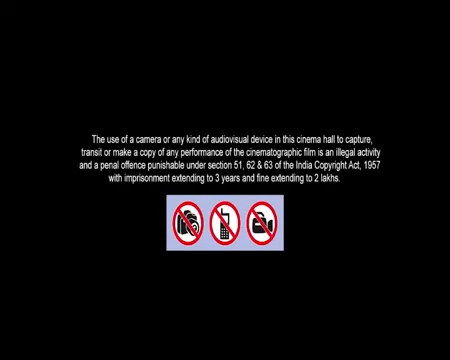 The use of a camera or any kind of audiovisual device in this cinema hall to capture,
transit or make a copy of any performance of the cinematographic film is an illegal activity
and a penal offence punishable under section 51, 62 & 63 of the India Copyright Act, 1957
with imprisonment extending to 3 years and fine extending to 2 lakhs.